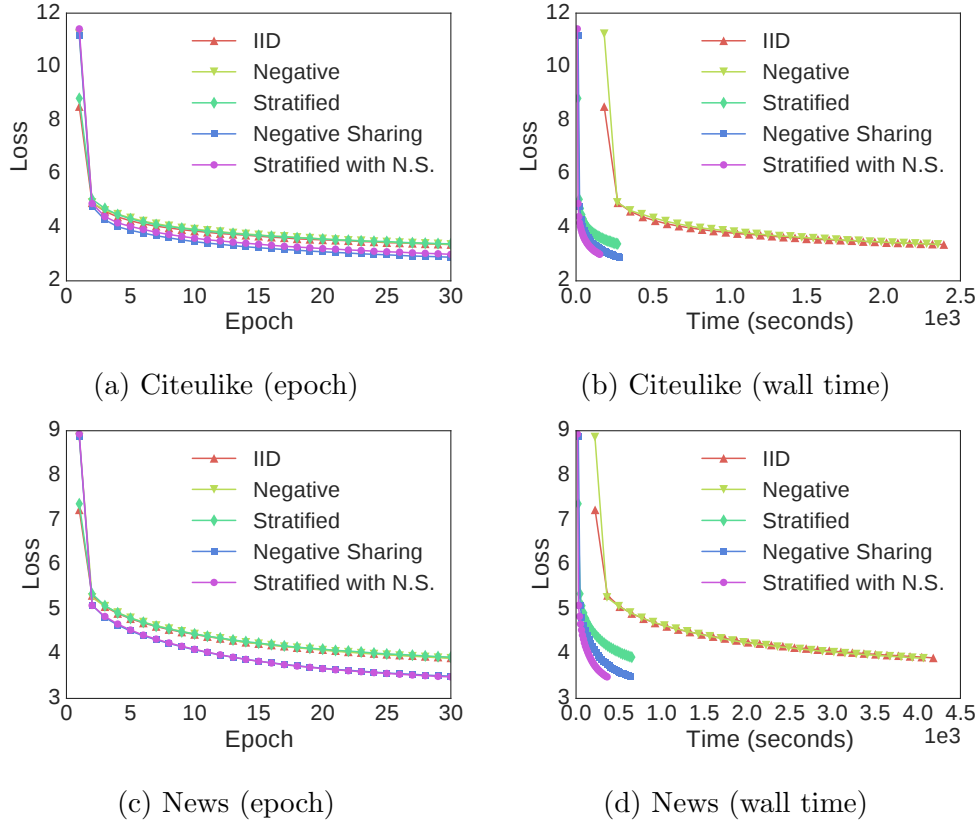 12
10
8
6
4
2
Loss
IID
Negative
Stratified
Negative Sharing
Stratified with N.S.
0 5 10 15 20 25 30
Epoch
(a) Citeulike (epoch)
12
10
8
6
4
2
Loss
IID
Negative
Stratified
Negative Sharing
Stratified with N.S.
0.0 0.5 1.0 1.5 2.0 2.5
Time (seconds) 1e3
(b) Citeulike (wall time)
9
8
7
6
5
4
3
Loss
IID
Negative
Stratified
Negative Sharing
Stratified with N.S.
0 5 10 15 20 25 30
Epoch
(c) News (epoch)
9
8
7
6
5
4
3
Loss
IID
Negative
Stratified
Negative Sharing
Stratified with N.S.
0.0 0.5 1.0 1.5 2.0 2.5 3.0 3.5 4.0 4.5
Time (seconds) 1e3
(d) News (wall time)